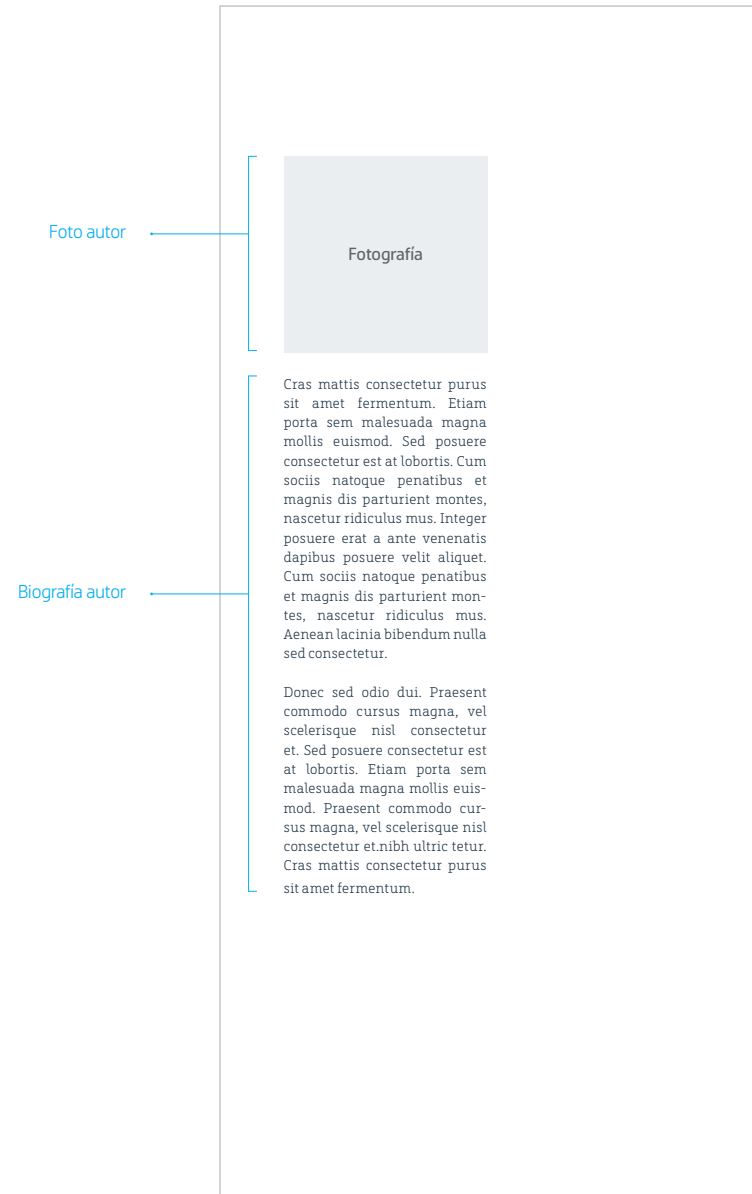 Foto autor
Fotografía
Cras mattis consectetur purus
sit amet fermentum. Etiam
porta sem malesuada magna
mollis euismod. Sed posuere
consectetur est at lobortis. Cum
sociis natoque penatibus et
magnis dis parturient montes,
nascetur ridiculus mus. Integer
posuere erat a ante venenatis
dapibus posuere velit aliquet.
Cum sociis natoque penatibus
et magnis dis parturient mon-
tes, nascetur ridiculus mus.
Aenean lacinia bibendum nulla
sed consectetur.
Biografía autor
Donec sed odio dui. Praesent
commodo cursus magna, vel
scelerisque nisl consectetur
et. Sed posuere consectetur est
at lobortis. Etiam porta sem
malesuada magna mollis euis-
mod. Praesent commodo cur-
sus magna, vel scelerisque nisl
consectetur et.nibh ultric tetur.
Cras mattis consectetur purus
sit amet fermentum.